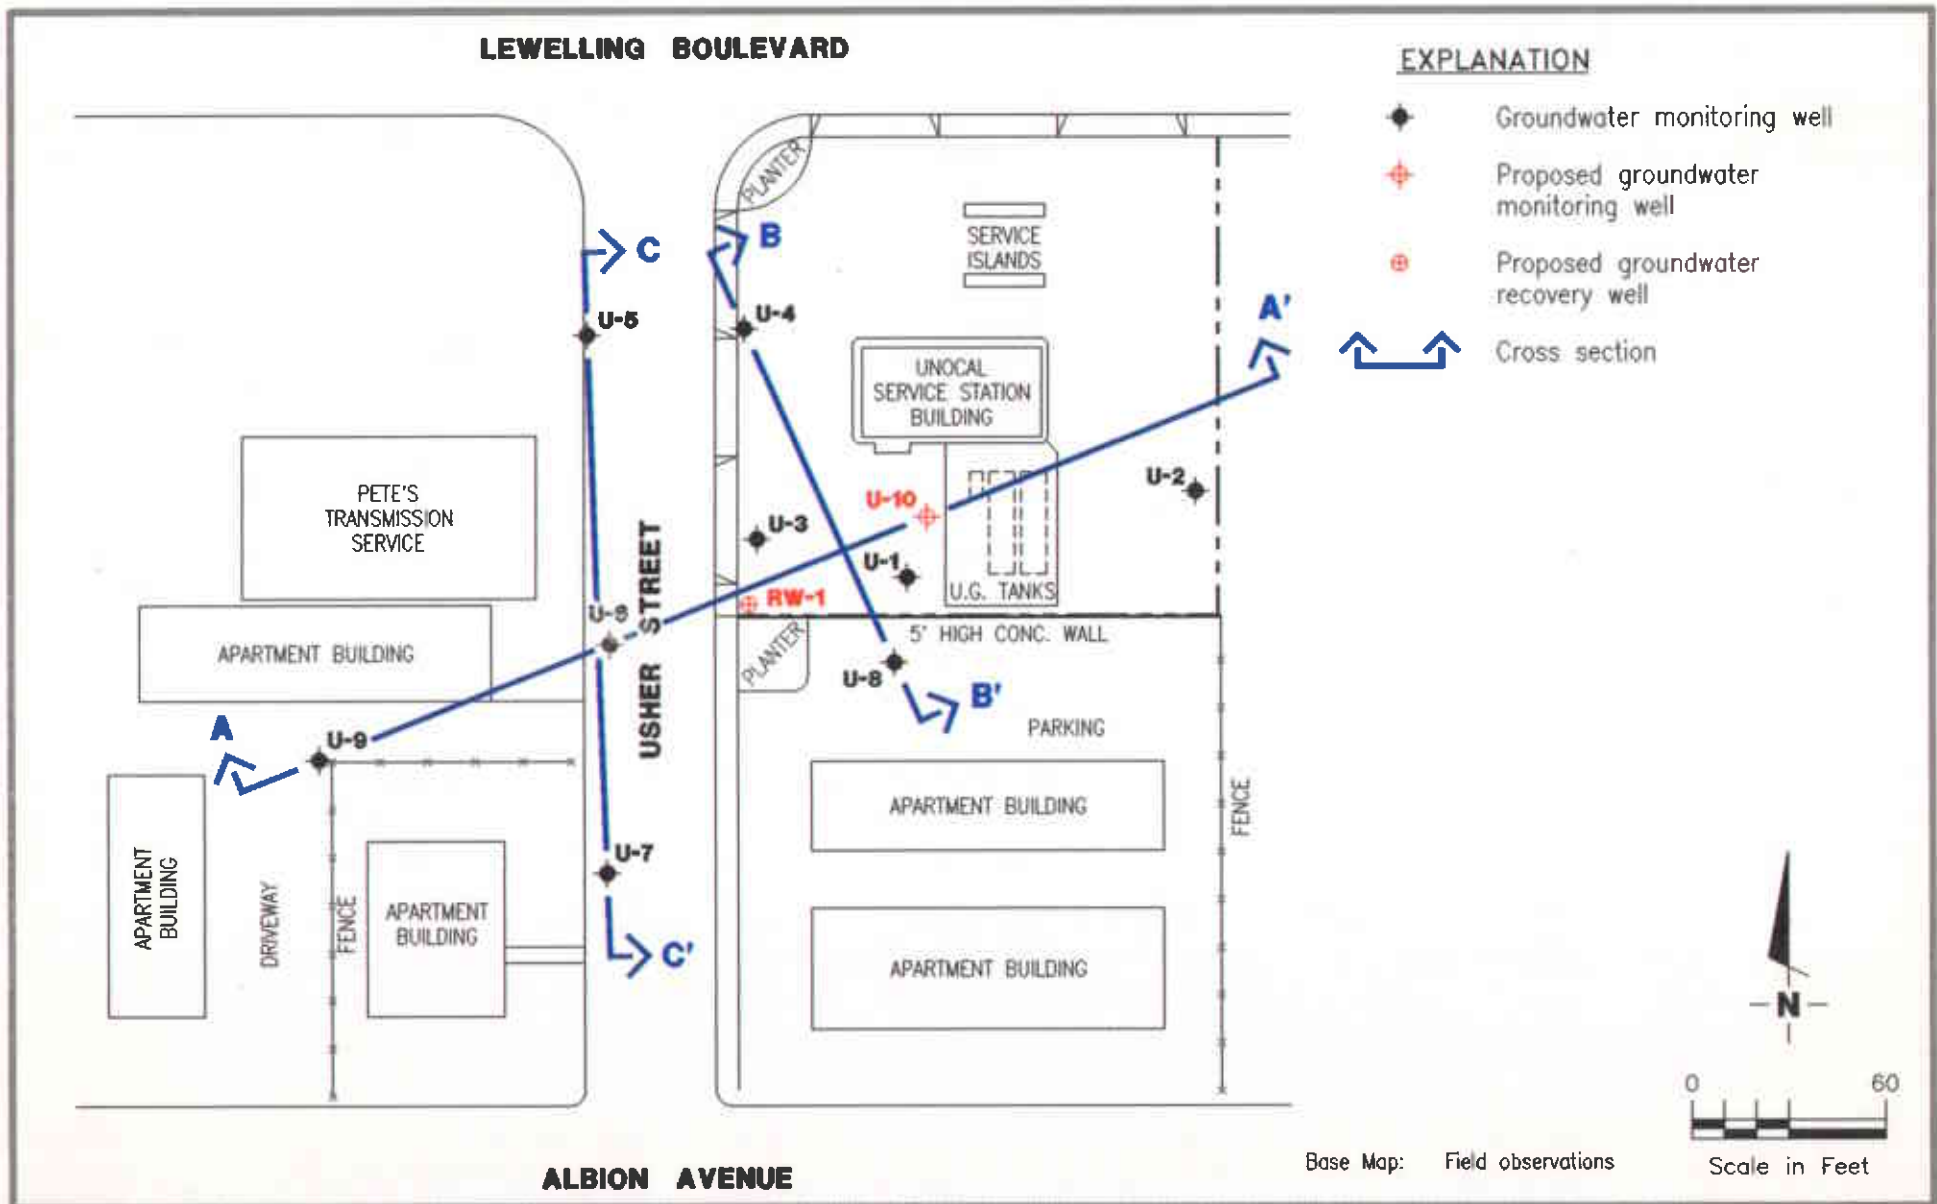 LEWELLING BOULEVARD
EXPLANATION
Groundwater monitoring well
Proposed groundwater
monitoring well
Proposed groundwater
recovery well
Cross section
PLANTER
C
B
SERVICE
ISLANDS
A'
U-5
U-4
UNOCAL
SERVICE STATION
BUILDING
PETE'S
TRANSMISSION
SERVICE
U-2
U-10
U-3
U-1
U.G. TANKS
RW-1
U-6
USHER STREET
5' HIGH CONC. WALL
APARTMENT BUILDING
PLANTER
U-8
B'
PARKING
A
U-9
APARTMENT BUILDING
FENCE
U-7
APARTMENT
BUILDING
DRIVEWAY
FENCE
APARTMENT
BUILDING
C'
APARTMENT BUILDING
N
0 60
Scale in Feet
Base Map: Field observations
ALBION AVENUE